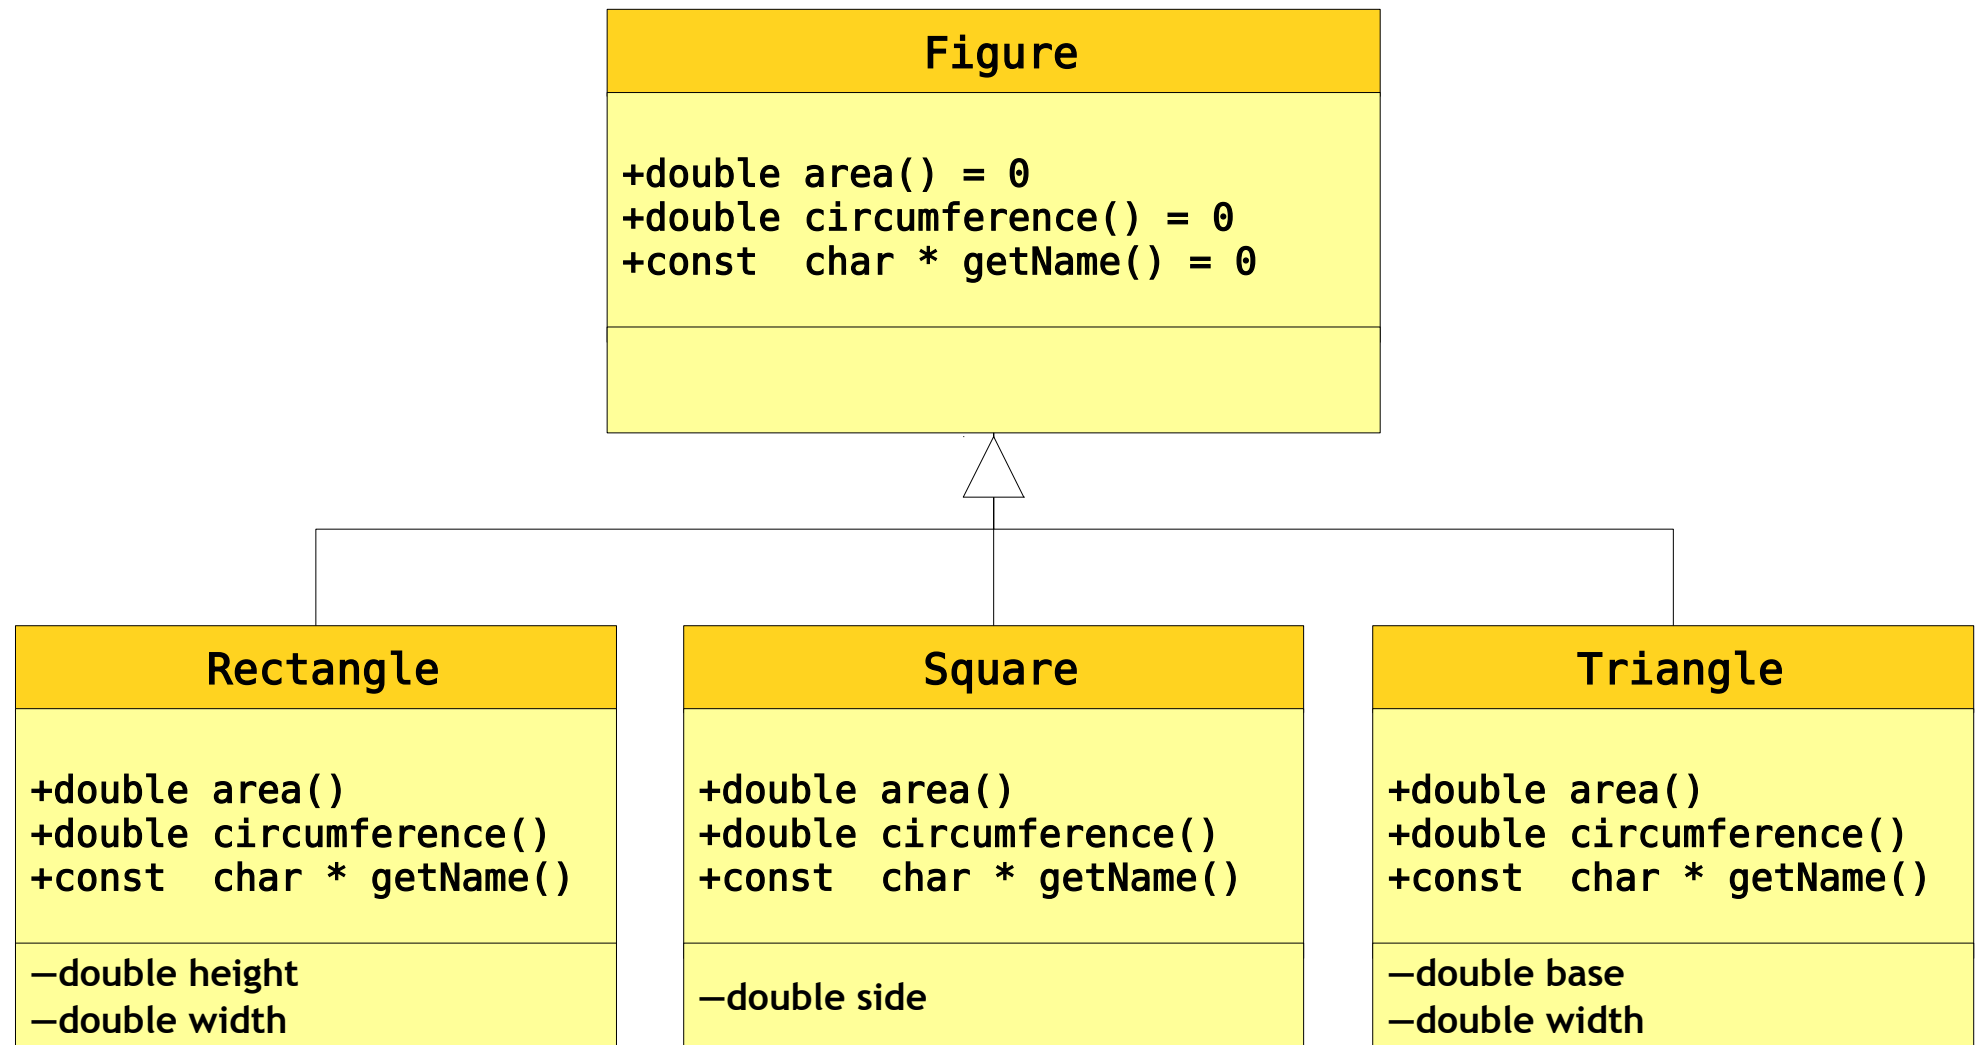 Figure
+double area() = 0
+double circumference() = 0
+const  char * getName() = 0
Rectangle
+double area()
+double circumference()
+const  char * getName()
—double height
—double width
Square
+double area()
+double circumference()
+const  char * getName()
—double side
Triangle
+double area()
+double circumference()
+const  char * getName()
—double base
—double width